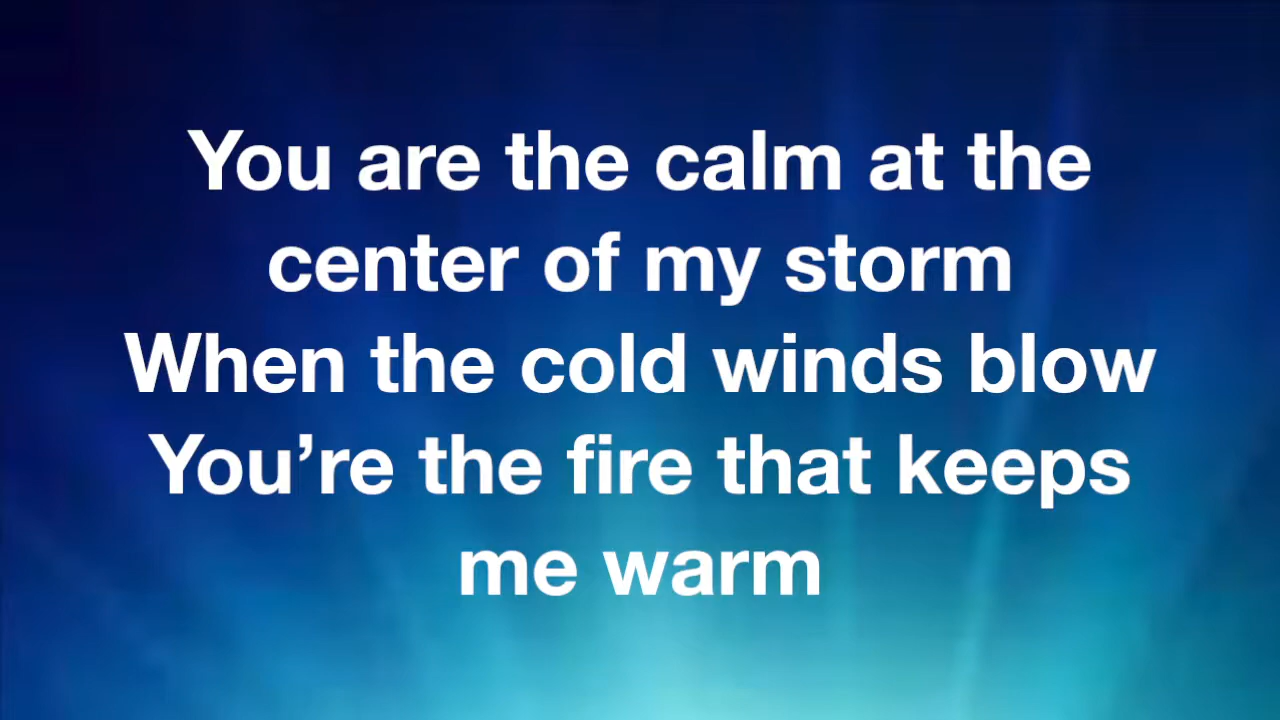 You are the calm at the
center of my storm
When the cold winds blow
You’re the fire that keeps
me warm